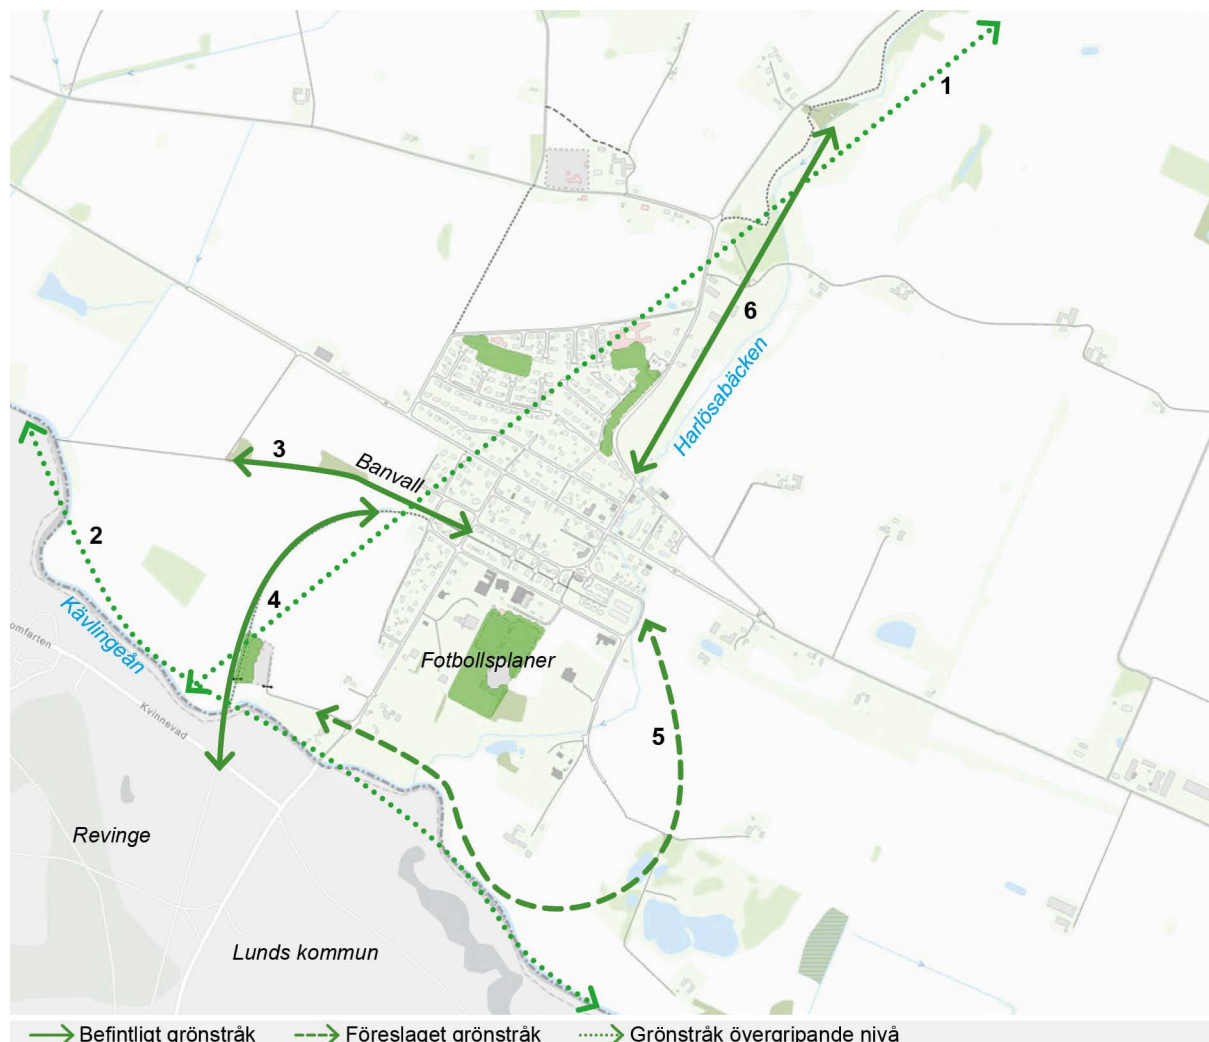 1
6
Harlösabäcken
3
Banvall
2
4
Kävlingeån
omfarten
Fotbollsplaner
Kvinnevad
5
Revinge
Lunds kommun
Befintligt grönstråk
Föreslaget grönstråk
Grönstråk övergripande nivå